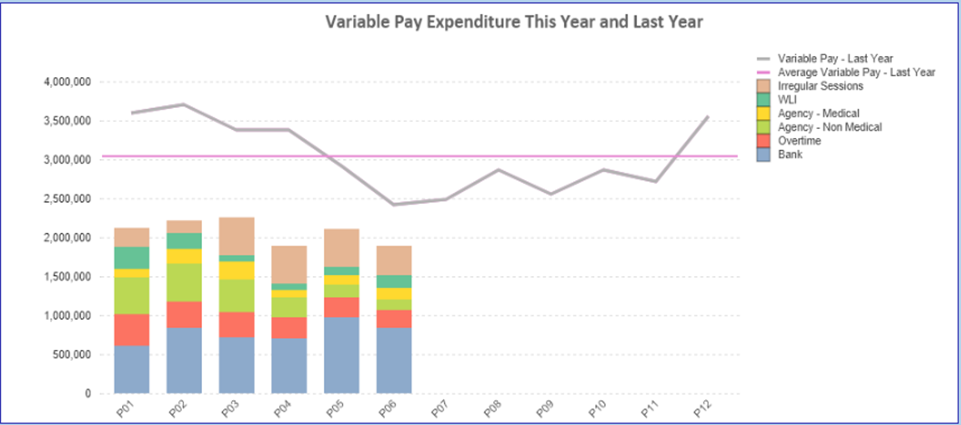 Variable Pay Expenditure This Year and Last Year
Variable Pay - Last Year
Average Variable Pay - Last Year
Irregular Sessions
WLI
Agency - Medical
Agency - Non Medical
Overtime
Bank
4,000,000
3,500,000
3,000,000
2,500,000
2,000,000
1,500,000
1,000,000
500,000
0
P01 P02 P03 P04 P05 P06 P07 P08 P09 P10 P11 P12